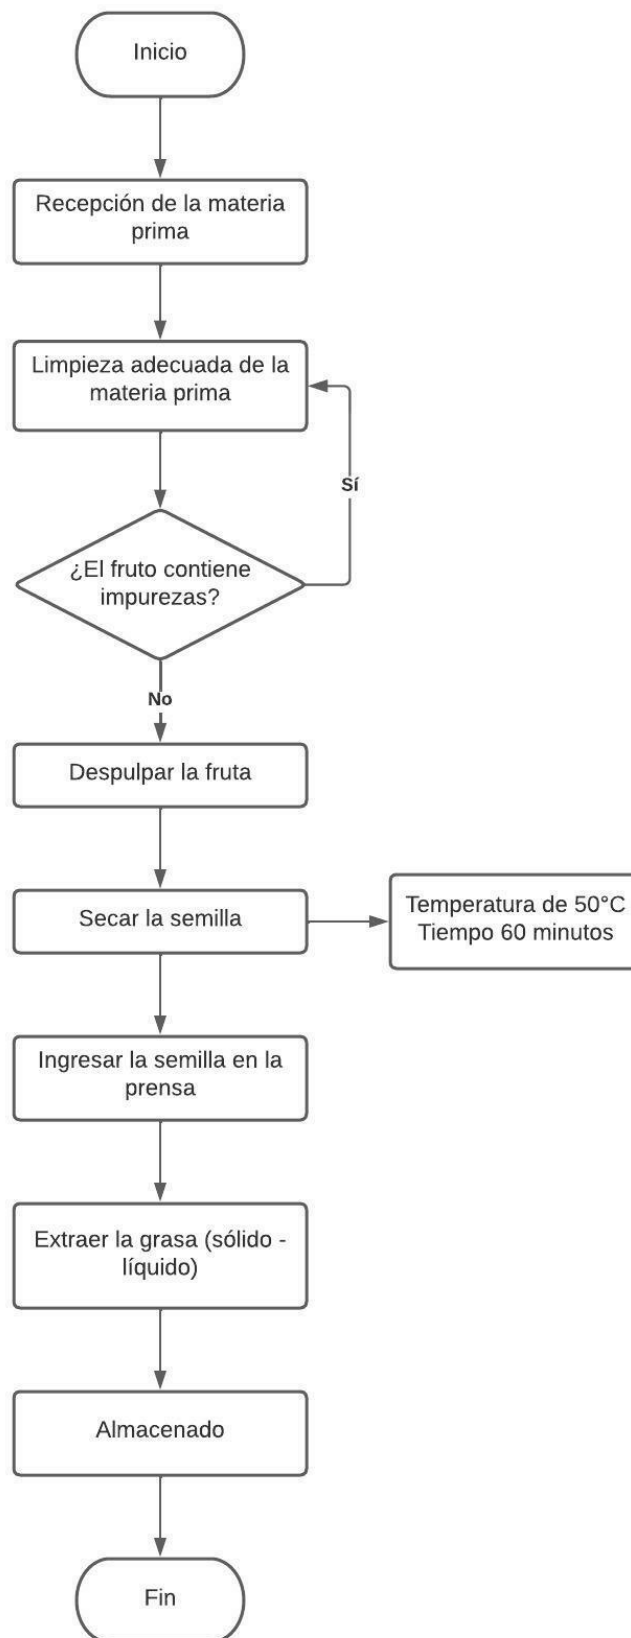 Inicio
Recepción de la materia
prima
Limpieza adecuada de la
materia prima
Sí
¿El fruto contiene
impurezas?
No
Despulpar la fruta
Secar la semilla
Temperatura de 50°C
Tiempo 60 minutos
Ingresar la semilla en la
prensa
Extraer la grasa (sólido -
líquido)
Almacenado
Fin